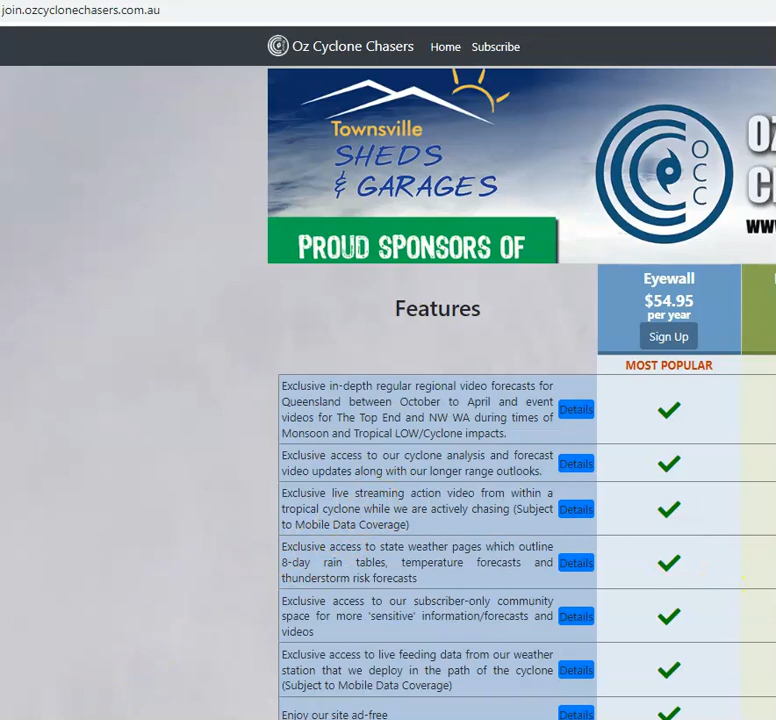 join.ozcyclonechasers.com.au
Oz Cyclone Chasers Home Subscribe
Townsville
SHEDS
& GARAGES
PROUD SPONSORS OF
OCC
Features
Eyewall
$54.95
per year
Sign Up
MOST POPULAR
Exclusive in-depth regular regional video forecasts for
Queensland between October to April and event
videos for The Top End and NW WA during times of
Monsoon and Tropical LOW/Cyclone impacts.
Details
Exclusive access to our cyclone analysis and forecast
video updates along with our longer range outlooks.
Details
Exclusive live streaming action video from within a
tropical cyclone while we are actively chasing (Subject
to Mobile Data Coverage)
Details
Exclusive access to state weather pages which outline
8-day rain tables, temperature forecasts and
thunderstorm risk forecasts
Details
Exclusive access to our subscriber-only community
space for more 'sensitive' information/forecasts and
videos
Details
Exclusive access to live feeding data from our weather
station that we deploy in the path of the cyclone
(Subject to Mobile Data Coverage)
Details
Enjoy our site ad-free
Details